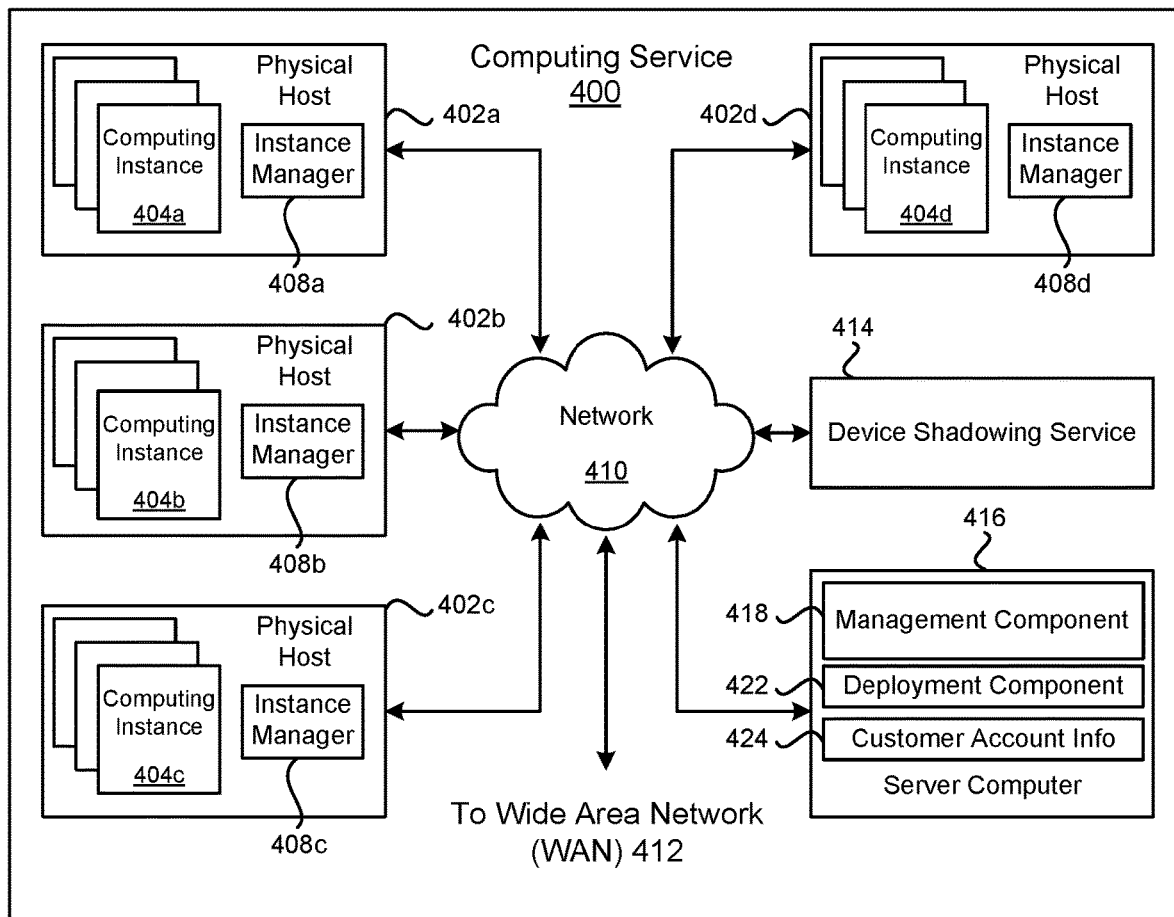 Computing Service
400
Physical
Host
Computing
Instance
404a
Instance
Manager
402a
408a
Physical
Host
Computing
Instance
404d
Instance
Manager
402d
408d
Physical
Host
Computing
Instance
404b
Instance
Manager
402b
408b
Network
410
414
Device Shadowing Service
Physical
Host
Computing
Instance
404c
Instance
Manager
402c
408c
To Wide Area Network
(WAN) 412
416
418
Management Component
422
Deployment Component
424
Customer Account Info
Server Computer